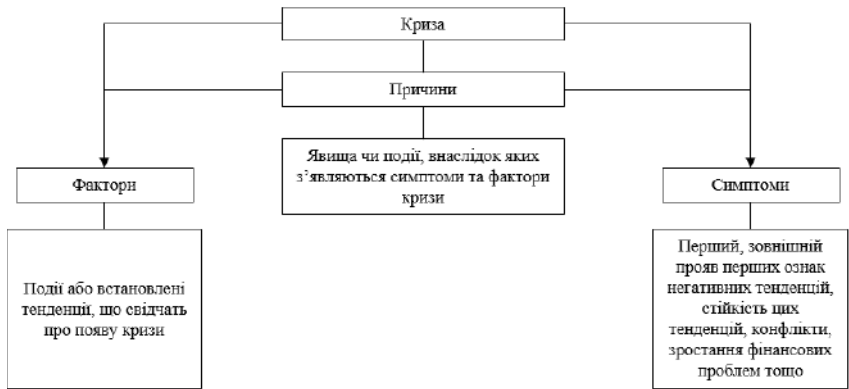 Криза
Причини
Явища чи події, внаслідок яких
з’являються симптоми та фактори
кризи
Фактори
Симптоми
Події або встановлені
тенденції, що свідчать
про появу кризи
Перший, зовнішній
прояв перших ознак
негативних тенденцій,
стійкість цих
тенденцій, конфлікти,
зростання фінансових
проблем тощо